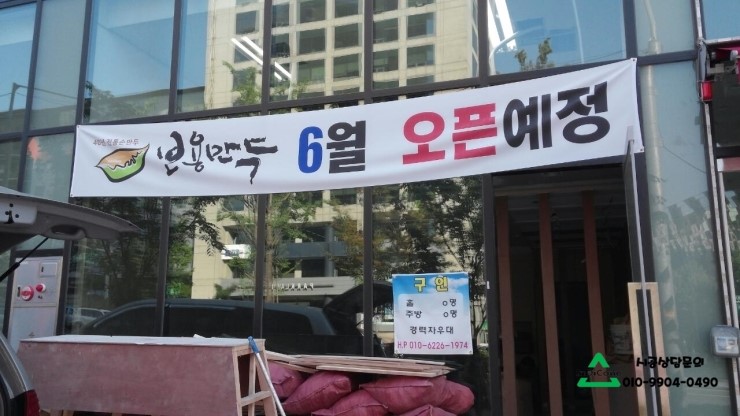 보용만두 6월 오픈예정
구 인
홀 0명
주방 0명
경력자우대
H.P 010-6226-1974
시공상담문의
010-9904-0490